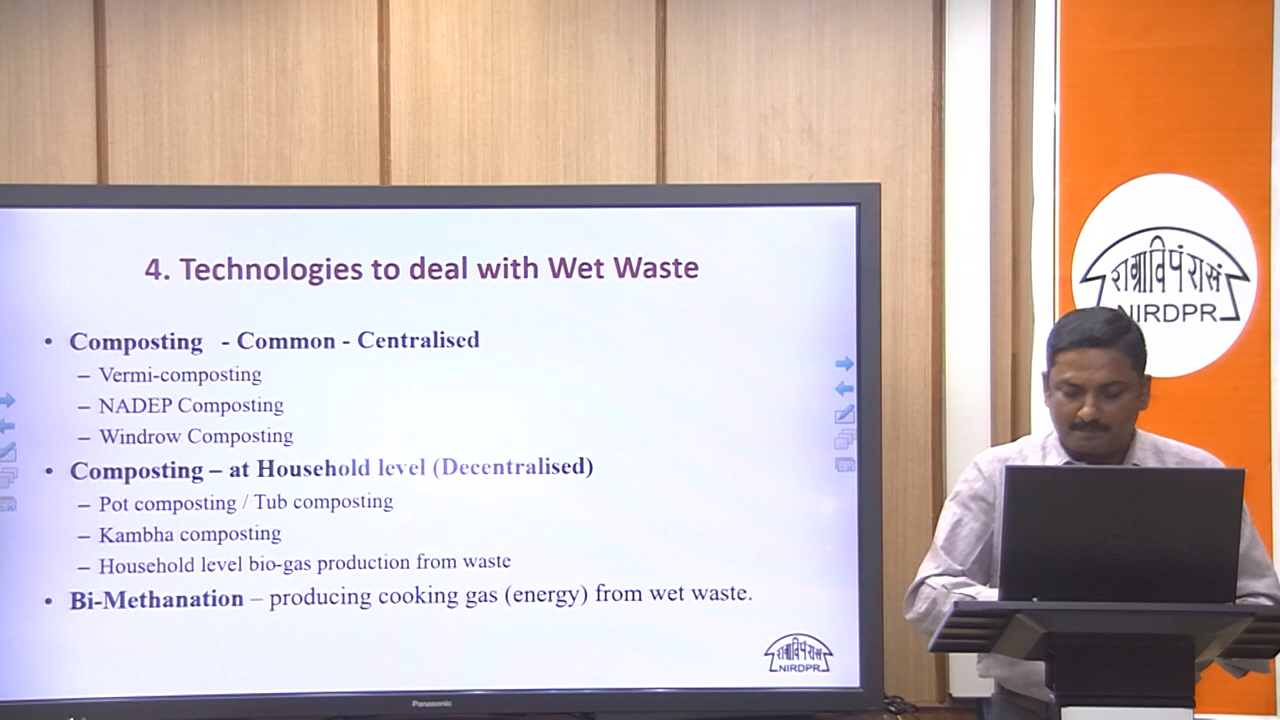 4. Technologies to deal with Wet Waste
• Composting - Common - Centralised
– Vermi-composting
– NADEP Composting
– Windrow Composting
• Composting – at Household level (Decentralised)
– Pot composting / Tub composting
– Kambha composting
– Household level bio-gas production from waste
• Bi-Methanation – producing cooking gas (energy) from wet waste.
राग्राविपंरासं
NIRDPR
Panasonic
राग्राविपंरासं
NIRDPR